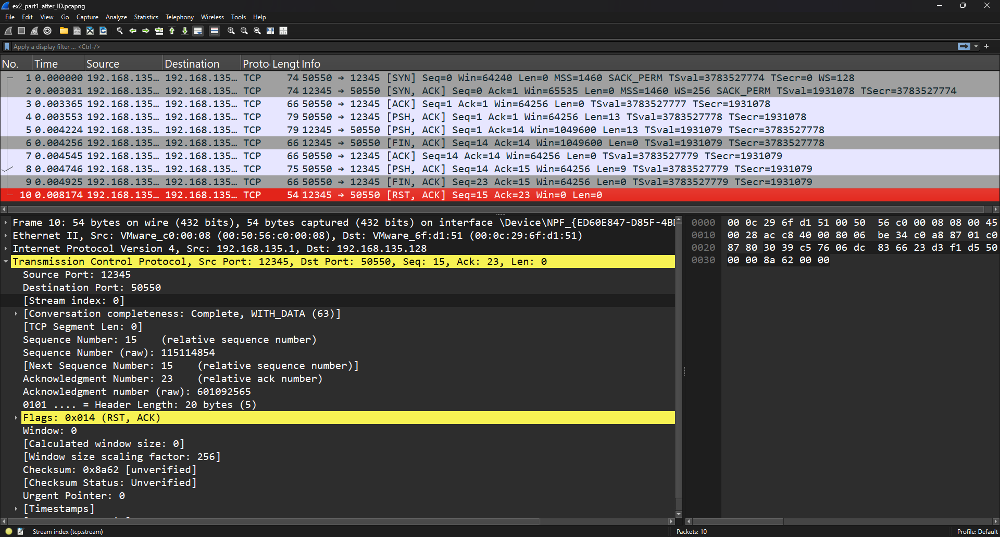 ex2_part1_after_ID.pcapng
File Edit View Go Capture Analyze Statistics Telephony Wireless Tools Help
Apply a display filter ... <Ctrl-/>
No. Time Source Destination Proto Lengt Info
1 0.000000 192.168.135… 192.168.135… TCP 74 50550 → 12345 [SYN] Seq=0 Win=64240 Len=0 MSS=1460 SACK_PERM TSval=3783527774 TSecr=0 WS=128
2 0.003031 192.168.135… 192.168.135… TCP 74 12345 → 50550 [SYN, ACK] Seq=0 Ack=1 Win=65535 Len=0 MSS=1460 WS=256 SACK_PERM TSval=1931078 TSecr=3783527774
3 0.003365 192.168.135… 192.168.135… TCP 66 50550 → 12345 [ACK] Seq=1 Ack=1 Win=64256 Len=0 TSval=3783527777 TSecr=1931078
4 0.003553 192.168.135… 192.168.135… TCP 79 50550 → 12345 [PSH, ACK] Seq=1 Ack=1 Win=64256 Len=13 TSval=3783527778 TSecr=1931078
5 0.004224 192.168.135… 192.168.135… TCP 79 12345 → 50550 [PSH, ACK] Seq=1 Ack=14 Win=1049600 Len=13 TSval=1931079 TSecr=3783527778
6 0.004256 192.168.135… 192.168.135… TCP 66 12345 → 50550 [FIN, ACK] Seq=14 Ack=14 Win=1049600 Len=0 TSval=1931079 TSecr=3783527778
7 0.004545 192.168.135… 192.168.135… TCP 66 50550 → 12345 [ACK] Seq=14 Ack=14 Win=64256 Len=0 TSval=3783527779 TSecr=1931079
8 0.004746 192.168.135… 192.168.135… TCP 75 50550 → 12345 [PSH, ACK] Seq=14 Ack=15 Win=64256 Len=9 TSval=3783527779 TSecr=1931079
9 0.004925 192.168.135… 192.168.135… TCP 66 50550 → 12345 [FIN, ACK] Seq=23 Ack=15 Win=64256 Len=0 TSval=3783527779 TSecr=1931079
10 0.008174 192.168.135… 192.168.135… TCP 54 12345 → 50550 [RST, ACK] Seq=15 Ack=23 Win=0 Len=0
Frame 10: 54 bytes on wire (432 bits), 54 bytes captured (432 bits) on interface \Device\NPF_{ED60E847-D85F-4B
Ethernet II, Src: VMware_c0:00:08 (00:50:56:c0:00:08), Dst: VMware_6f:d1:51 (00:0c:29:6f:d1:51)
Internet Protocol Version 4, Src: 192.168.135.1, Dst: 192.168.135.128
Transmission Control Protocol, Src Port: 12345, Dst Port: 50550, Seq: 15, Ack: 23, Len: 0
Source Port: 12345
Destination Port: 50550
[Stream index: 0]
[Conversation completeness: Complete, WITH_DATA (63)]
[TCP Segment Len: 0]
Sequence Number: 15 (relative sequence number)
Sequence Number (raw): 115114854
[Next Sequence Number: 15 (relative sequence number)]
Acknowledgment Number: 23 (relative ack number)
Acknowledgment number (raw): 601092565
0101 .... = Header Length: 20 bytes (5)
Flags: 0x014 (RST, ACK)
Window: 0
[Calculated window size: 0]
[Window size scaling factor: 256]
Checksum: 0x8a62 [unverified]
[Checksum Status: Unverified]
Urgent Pointer: 0
[Timestamps]
0000 00 0c 29 6f d1 51 00 50 56 c0 00 08 08 00 45
0010 00 28 ac c8 40 00 80 06 be 34 c0 a8 87 01 c0
0020 87 80 30 39 c5 76 06 dc 83 66 23 d3 f1 d5 50
0030 00 00 8a 62 00 00
Stream index (tcp.stream)
Packets: 10
Profile: Default